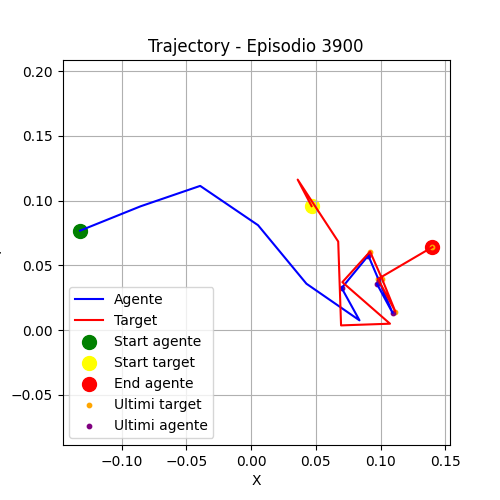 Trajectory - Episodio 3900
0.20
0.15
0.10
0.05
0.00
−0.05
Agente
Target
Start agente
Start target
End agente
Ultimi target
Ultimi agente
−0.10
−0.05
0.00
0.05
0.10
0.15
X